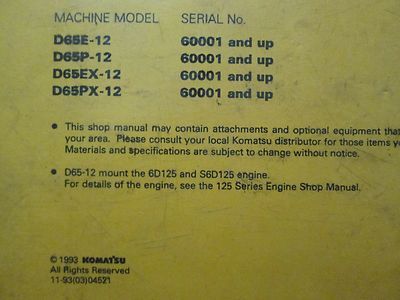 MACHINE MODEL SERIAL No.
D65E-12 60001 and up
D65P-12 60001 and up
D65EX-12 60001 and up
D65PX-12 60001 and up
● This shop manual may contain attachments and optional equipment that
your area. Please consult your local Komatsu distributor for those items
Materials and specifications are subject to change without notice.
● D65-12 mount the 6D125 and S6D125 engine.
For details of the engine, see the 125 Series Engine Shop Manual.
© 1993 KOMATSU
All Rights Reserved
11-93(03)04521